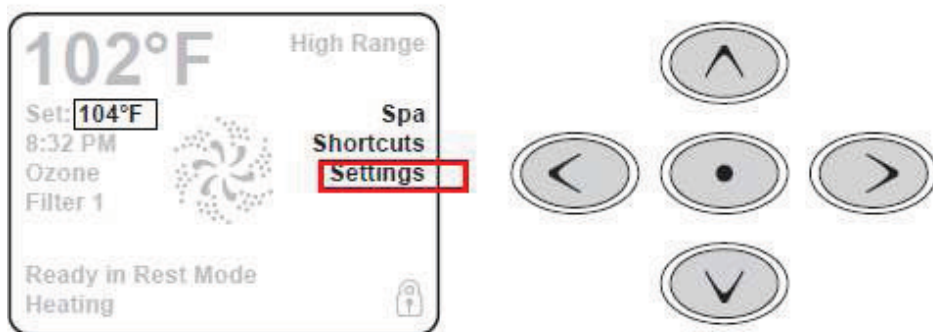 102°F High Range
Set: 104°F Spa
8:32 PM Shortcuts
Ozone Settings
Filter 1
Ready in Rest Mode
Heating